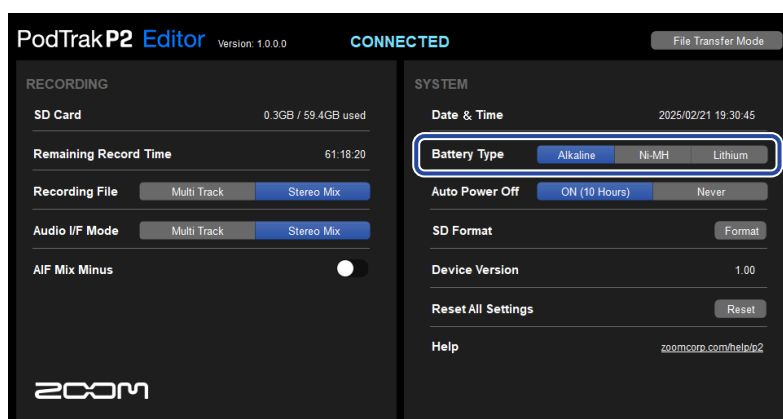 PodTrak P2 Editor Version: 1.0.0.0 CONNECTED File Transfer Mode
RECORDING
SD Card 0.3GB / 59.4GB used
Remaining Record Time 61:18:20
Recording File Multi Track Stereo Mix
Audio I/F Mode Multi Track Stereo Mix
AIF Mix Minus
ZOOM
SYSTEM
Date & Time 2025/02/21 19:30:45
Battery Type Alkaline Ni-MH Lithium
Auto Power Off ON (10 Hours) Never
SD Format Format
Device Version 1.00
Reset All Settings Reset
Help zoomcorp.com/help/p2